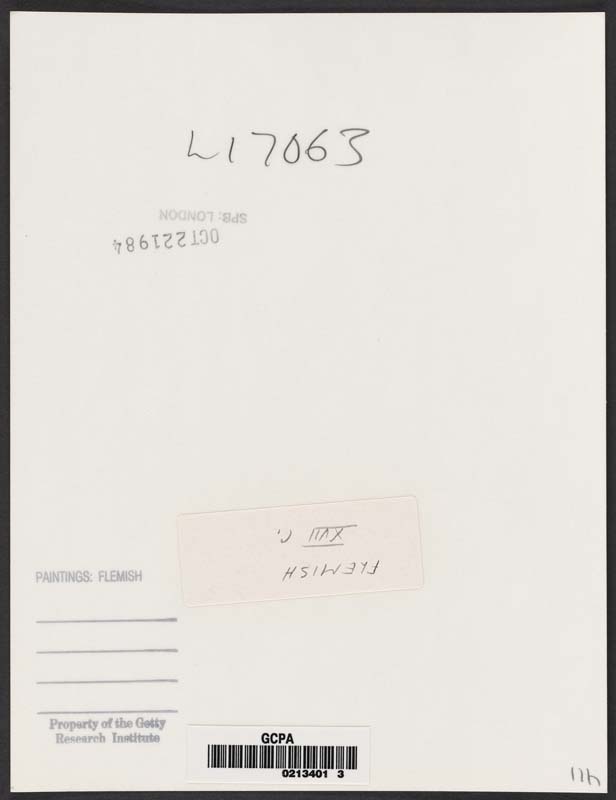 L17063
SPB: LONDON
OCT 22 1984
FLEMISH
XVII C.
PAINTINGS: FLEMISH
Property of the Getty
Research Institute
GCPA
0213401 3